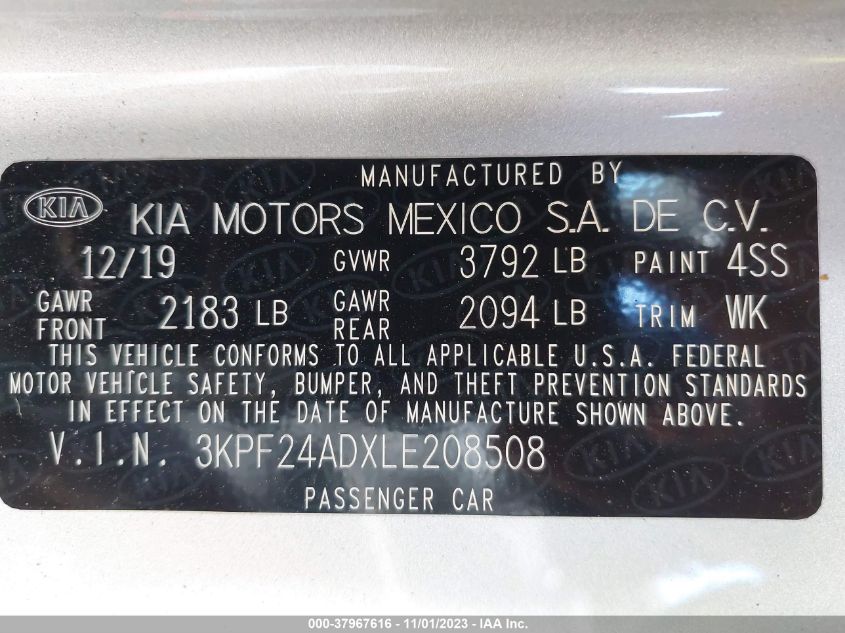 MANUFACTURED BY
KIA KIA MOTORS MEXICO S.A. DE C.V.
12/19 GVWR 3792 LB PAINT 4SS
GAWR FRONT 2183 LB GAWR REAR 2094 LB TRIM WK
THIS VEHICLE CONFORMS TO ALL APPLICABLE U.S.A. FEDERAL
MOTOR VEHICLE SAFETY, BUMPER, AND THEFT PREVENTION STANDARDS
IN EFFECT ON THE DATE OF MANUFACTURE SHOWN ABOVE.
V.I.N. 3KPF24ADXLE208508
PASSENGER CAR
000-37967616 - 11/01/2023 - IAA Inc.